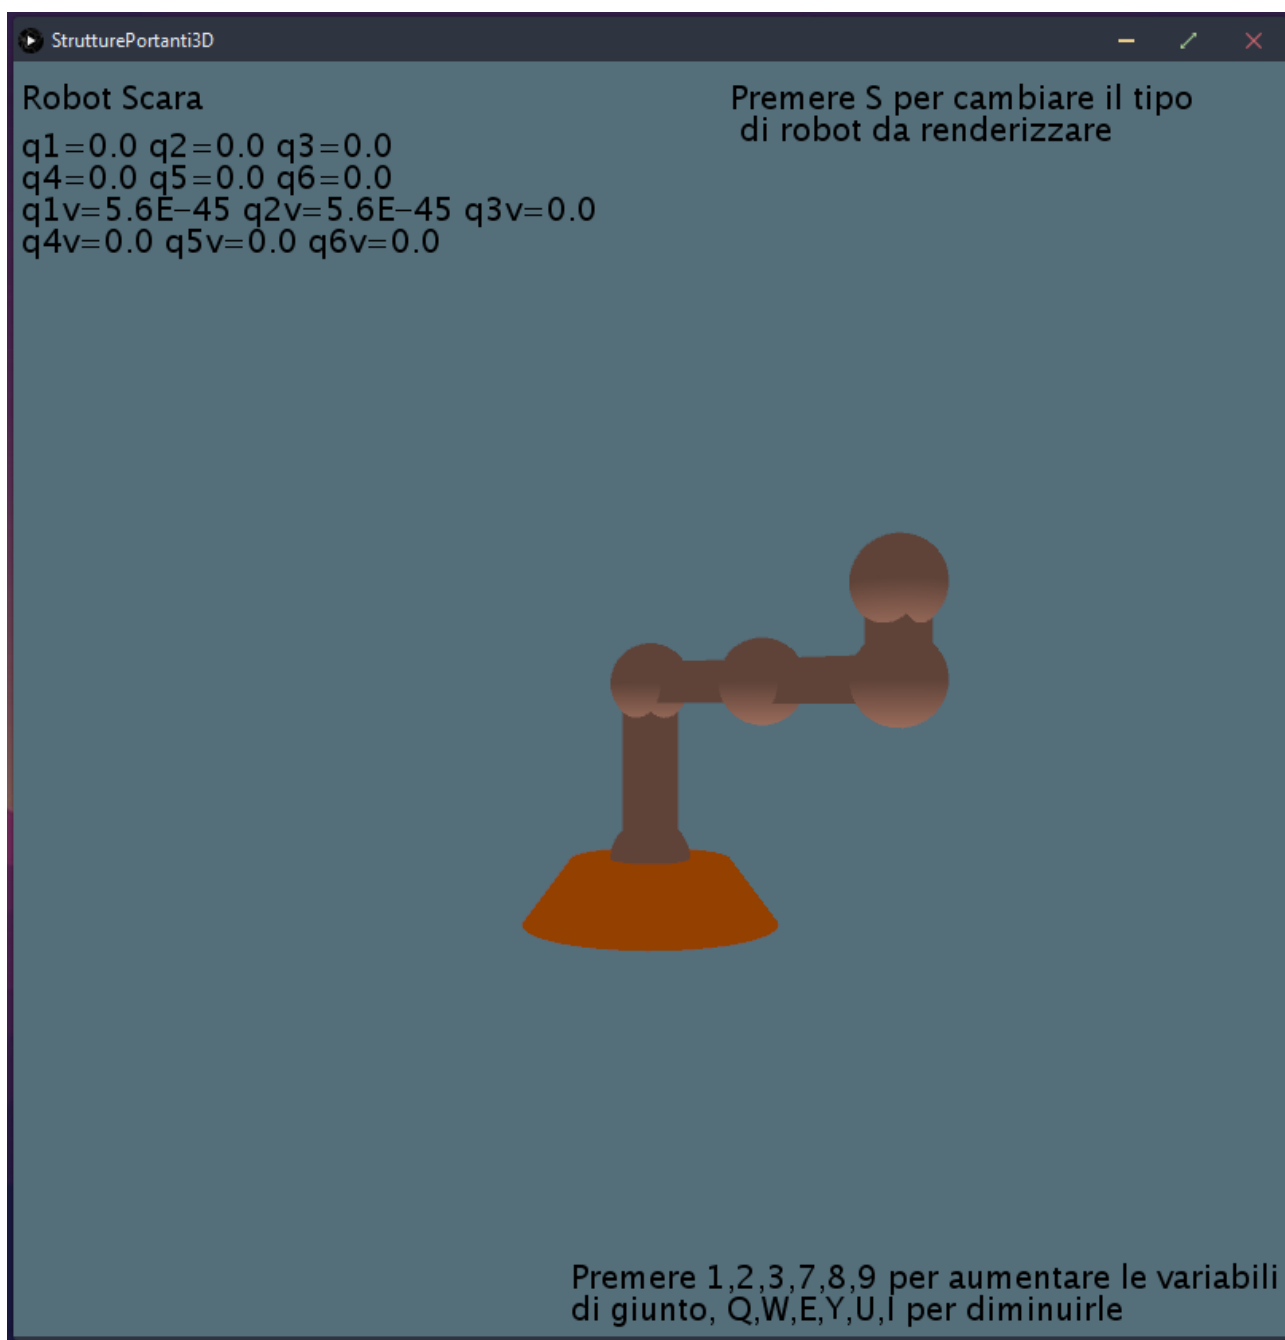 StrutturePortanti3D
Robot Scara
q1=0.0 q2=0.0 q3=0.0
q4=0.0 q5=0.0 q6=0.0
q1v=5.6E−45 q2v=5.6E−45 q3v=0.0
q4v=0.0 q5v=0.0 q6v=0.0
Premere S per cambiare il tipo
di robot da renderizzare
Premere 1,2,3,7,8,9 per aumentare le variabili
di giunto, Q,W,E,Y,U,I per diminuirle